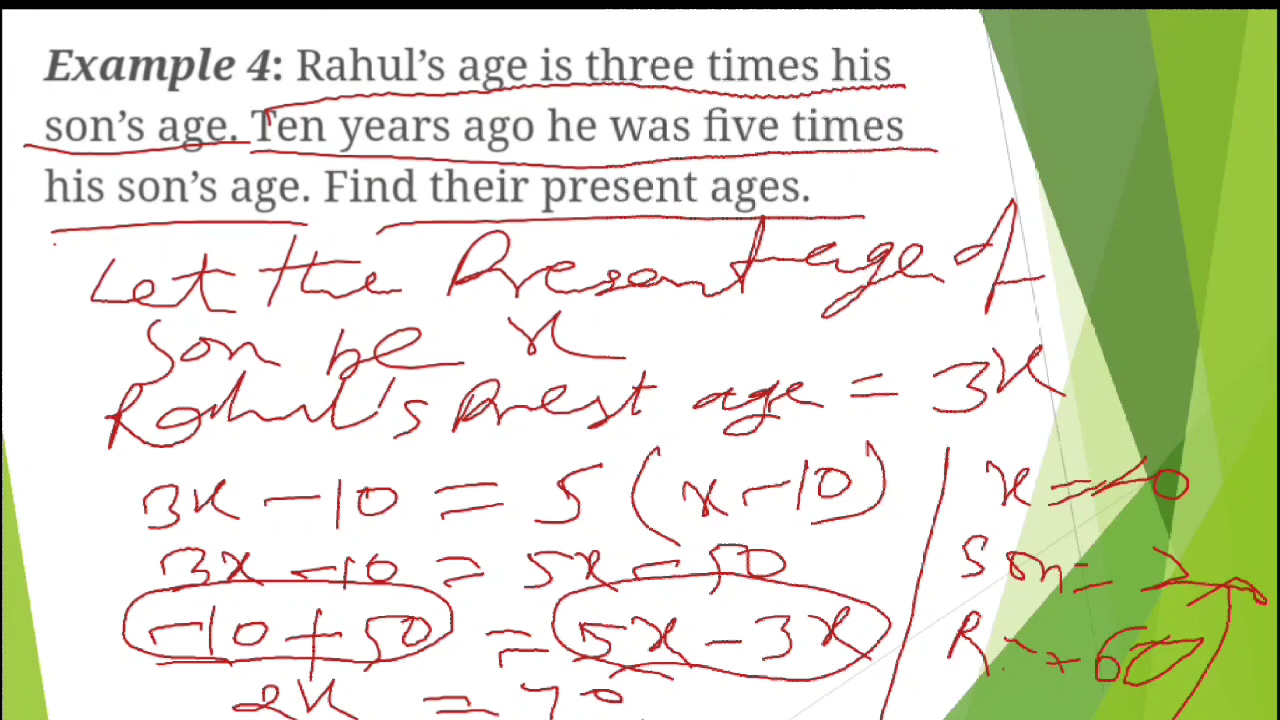 Example 4: Rahul’s age is three times his
son’s age. Ten years ago he was five times
his son’s age. Find their present ages.
Let the Present age of
Son be x
Rahul's Prest age = 3x
3x - 10 = 5 (x - 10)
3x - 10 = 5x - 50
-10 + 50 = 5x - 3x
2x =
x =
Son =
R 60